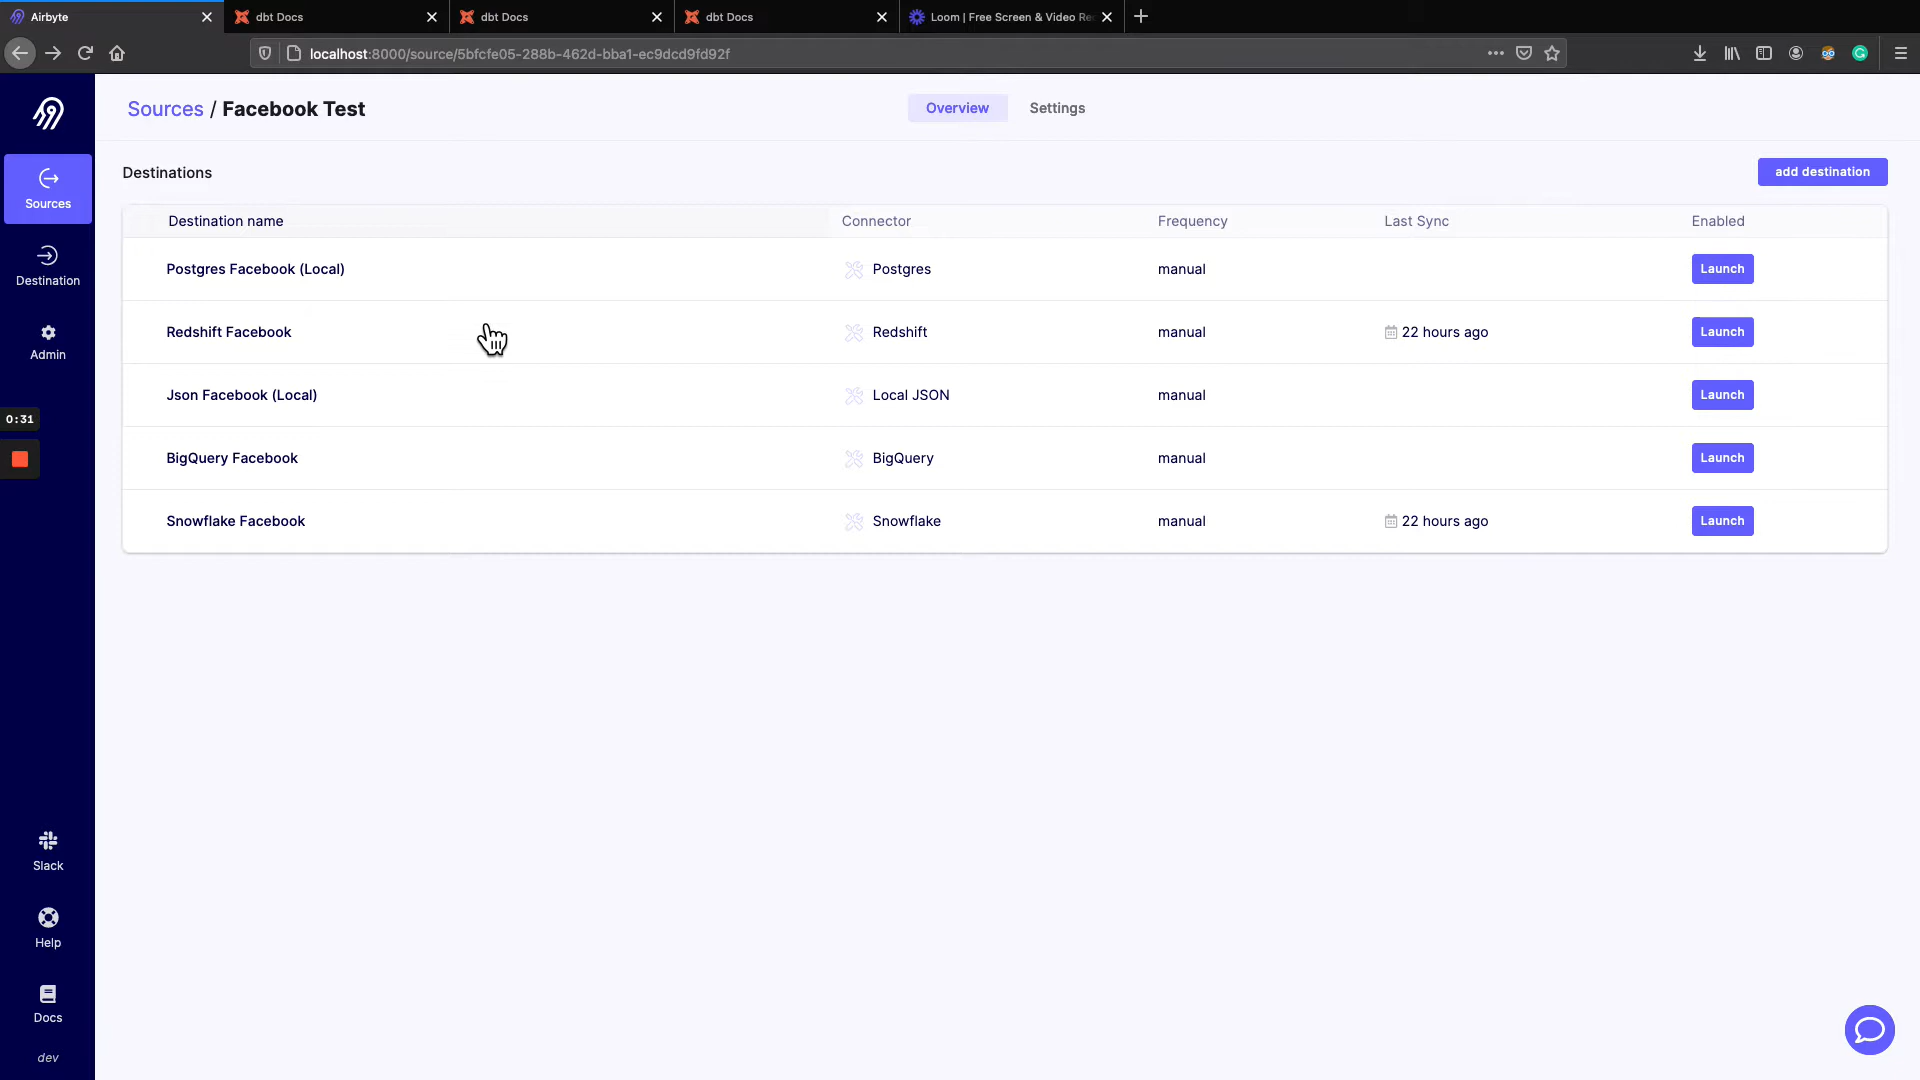 Airbyte
dbt Docs
dbt Docs
dbt Docs
Loom | Free Screen & Video Re
localhost:8000/source/5bfcfe05-288b-462d-bba1-ec9dcd9fd92f
Sources / Facebook Test
Overview
Settings
Destinations
add destination
Sources
Destination
Admin
0:31
Slack
Help
Docs
dev
Destination name Connector Frequency Last Sync Enabled
Postgres Facebook (Local) Postgres manual Launch
Redshift Facebook Redshift manual 22 hours ago Launch
Json Facebook (Local) Local JSON manual Launch
BigQuery Facebook BigQuery manual Launch
Snowflake Facebook Snowflake manual 22 hours ago Launch